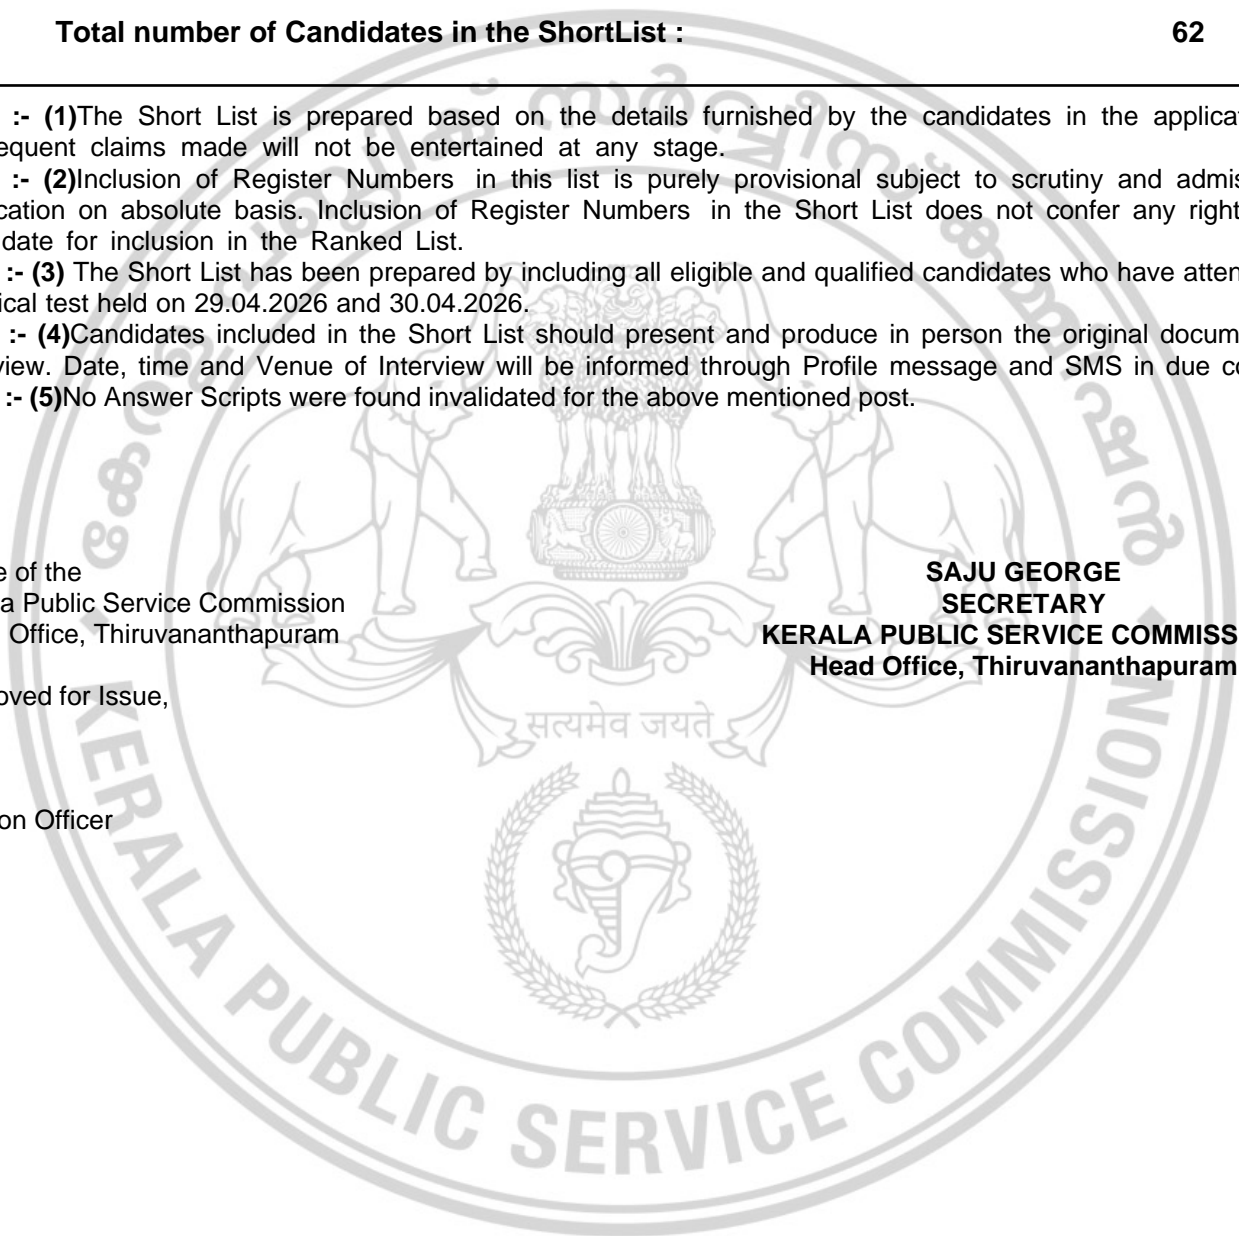 Total number of Candidates in the ShortList : 62
:- (1)The Short List is prepared based on the details furnished by the candidates in the applicat
equent claims made will not be entertained at any stage.
:- (2)Inclusion of Register Numbers in this list is purely provisional subject to scrutiny and admis
cation on absolute basis. Inclusion of Register Numbers in the Short List does not confer any right
date for inclusion in the Ranked List.
:- (3) The Short List has been prepared by including all eligible and qualified candidates who have atten
ical test held on 29.04.2026 and 30.04.2026.
:- (4)Candidates included in the Short List should present and produce in person the original docum
view. Date, time and Venue of Interview will be informed through Profile message and SMS in due co
:- (5)No Answer Scripts were found invalidated for the above mentioned post.
e of the
a Public Service Commission
Office, Thiruvananthapuram
SAJU GEORGE
SECRETARY
KERALA PUBLIC SERVICE COMMISS
Head Office, Thiruvananthapuram
oved for Issue,
on Officer
കേരള പബ്ലിക് സർവ്വീസ് കമ്മീഷൻ
सत्यमेव जयते
KERALA PUBLIC SERVICE COMMISSION